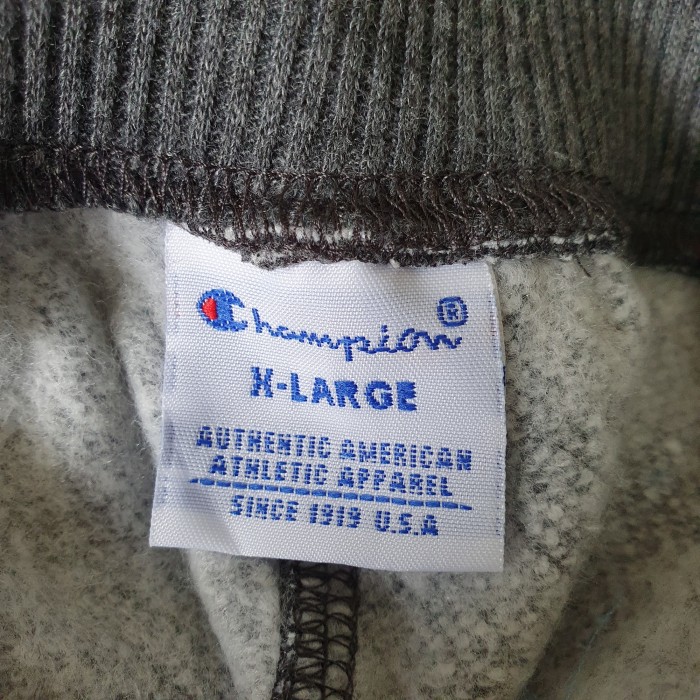 Champion®
X-LARGE
AUTHENTIC AMERICAN
ATHLETIC APPAREL
SINCE 1919 U.S.A